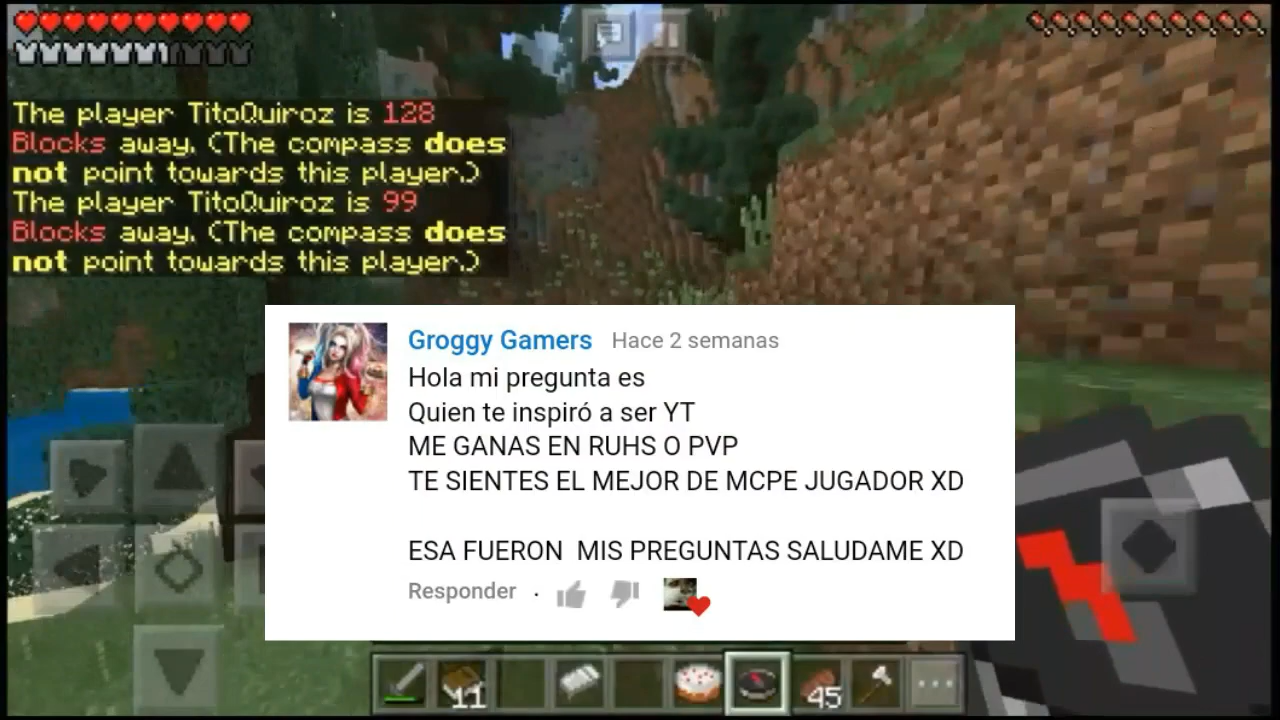 The player TitoQuiroz is 128
Blocks away. (The compass does
not point towards this player.)
The player TitoQuiroz is 99
Blocks away. (The compass does
not point towards this player.)
Groggy Gamers Hace 2 semanas
Hola mi pregunta es
Quien te inspiró a ser YT
ME GANAS EN RUHS O PVP
TE SIENTES EL MEJOR DE MCPE JUGADOR XD
ESA FUERON MIS PREGUNTAS SALUDAME XD
Responder ·
11 45 ...